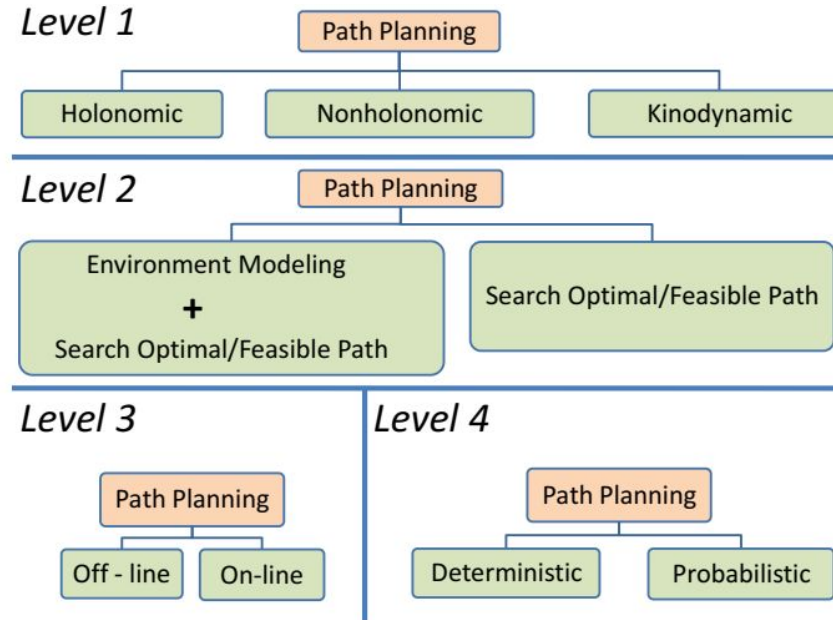 Level 1
Path Planning
Holonomic
Nonholonomic
Kinodynamic
Level 2
Path Planning
Environment Modeling
+
Search Optimal/Feasible Path
Search Optimal/Feasible Path
Level 3
Path Planning
Off - line
On-line
Level 4
Path Planning
Deterministic
Probabilistic